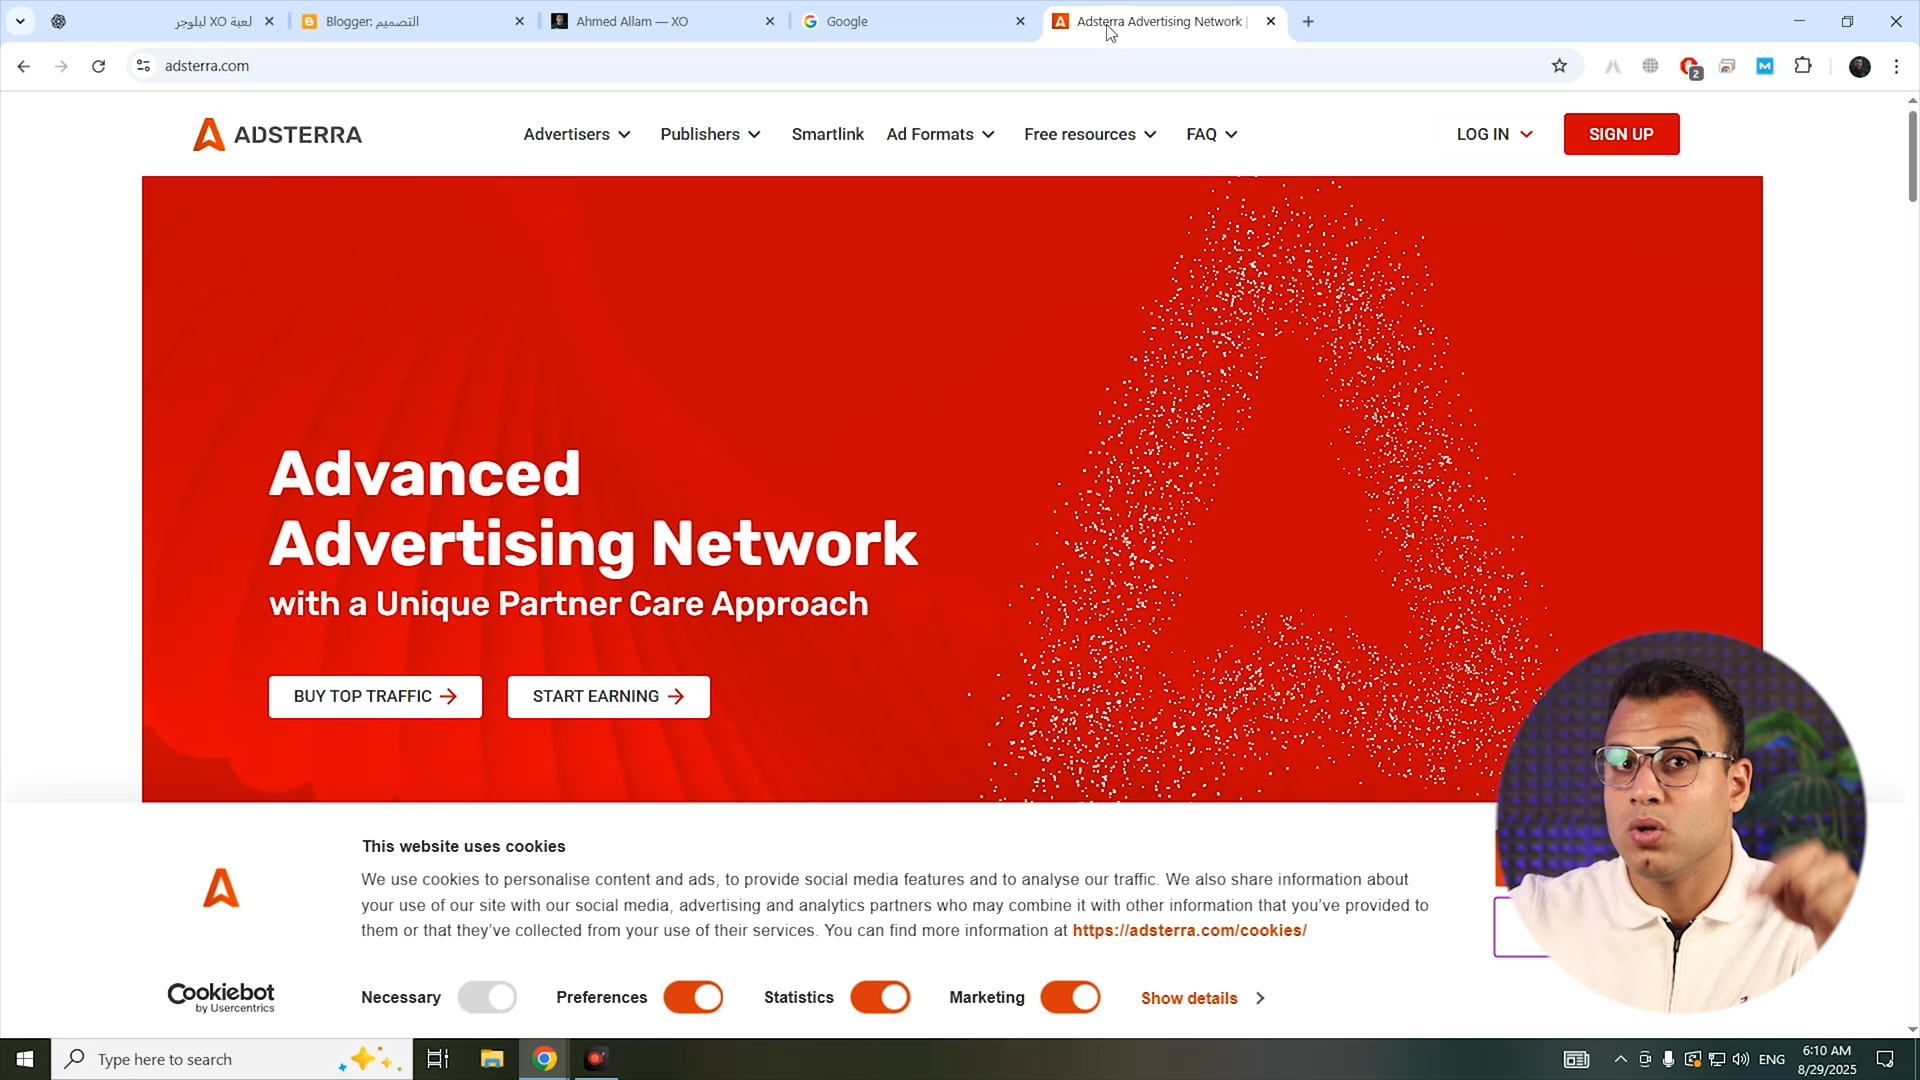 لعبة XO لبلوجر
Blogger: التصميم
Ahmed Allam — XO
Google
Adsterra Advertising Network |
adsterra.com
2
M
ADSTERRA
Advertisers
Publishers
Smartlink
Ad Formats
Free resources
FAQ
LOG IN
SIGN UP
Advanced
Advertising Network
with a Unique Partner Care Approach
BUY TOP TRAFFIC
START EARNING
This website uses cookies
We use cookies to personalise content and ads, to provide social media features and to analyse our traffic. We also share information about
your use of our site with our social media, advertising and analytics partners who may combine it with other information that you've provided to
them or that they've collected from your use of their services. You can find more information at https://adsterra.com/cookies/
Cookiebot
by Usercentrics
Necessary
Preferences
Statistics
Marketing
Show details
Type here to search
ENG
6:10 AM
8/29/2025